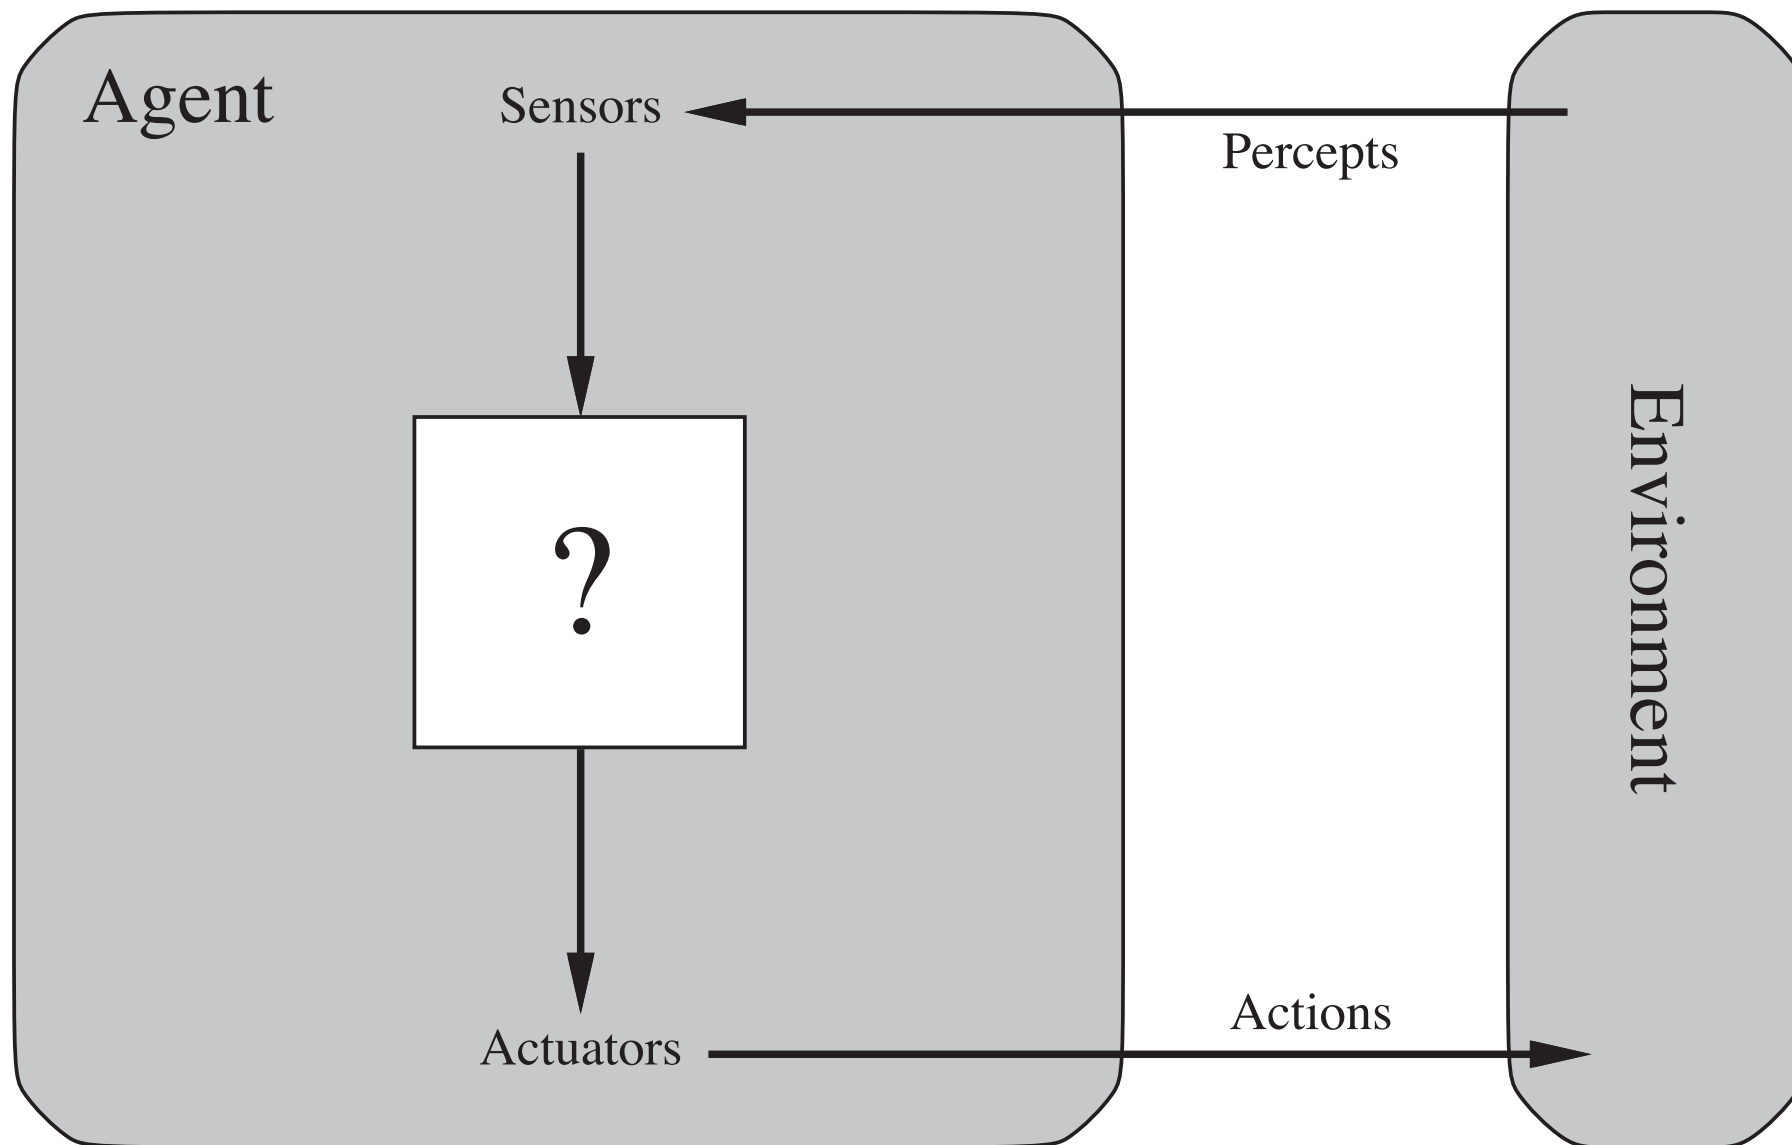 Agent
Sensors
Percepts
?
Environment
Actions
Actuators